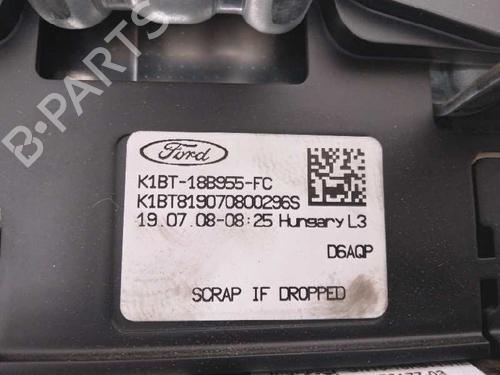 B-PARTS
Ford
K1BT-18B955-FC
K1BT819070800296S
19.07.08-08:25 Hungary L3
D6AQP
SCRAP IF DROPPED